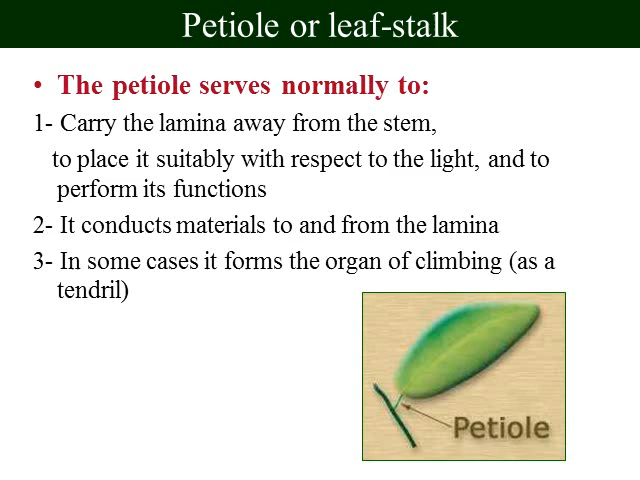 Petiole or leaf-stalk
• The petiole serves normally to:
1- Carry the lamina away from the stem,
to place it suitably with respect to the light, and to
perform its functions
2- It conducts materials to and from the lamina
3- In some cases it forms the organ of climbing (as a
tendril)
Petiole